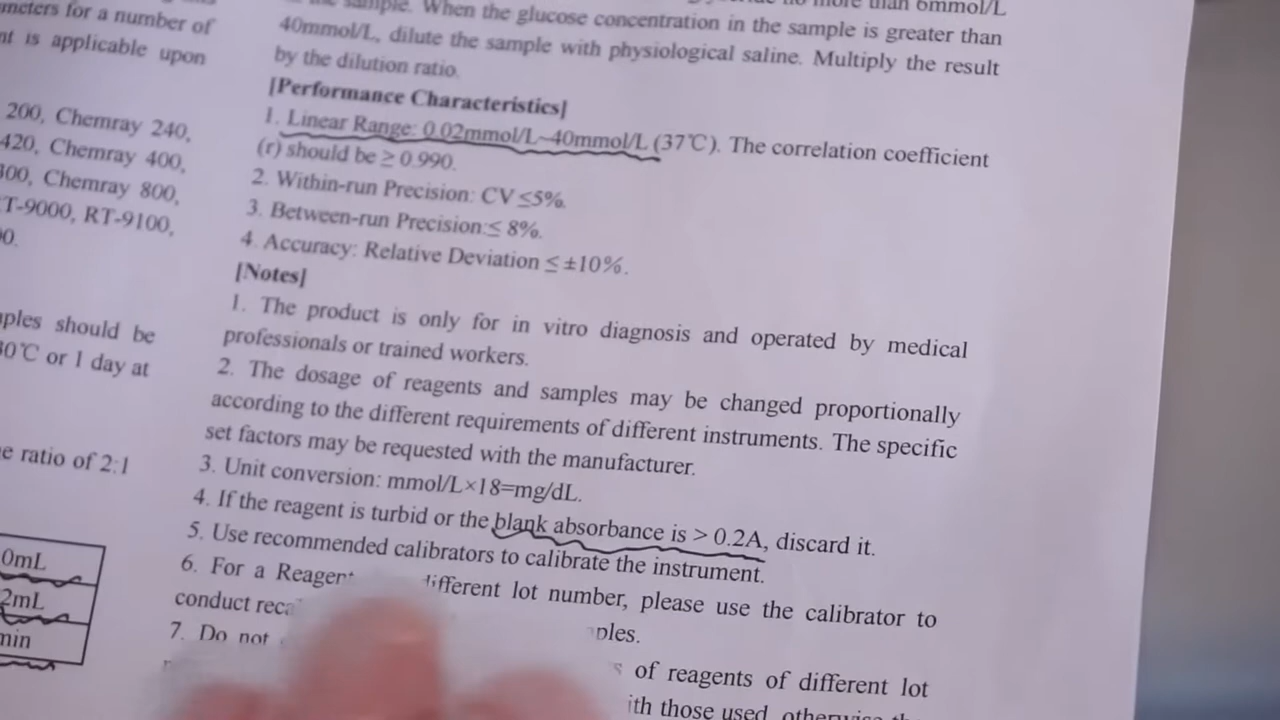 for a number of
is applicable upon
200, Chemray 240,
420, Chemray 400,
Chemray 800,
RT-9100,
should be
or 1 day at
ratio of 2:1
0mL
2mL
min
no more than 6mmol/L
sample. When the glucose concentration in the sample is greater than
40mmol/L, dilute the sample with physiological saline. Multiply the result
by the dilution ratio.
[Performance Characteristics]
1. Linear Range: 0.02mmol/L~40mmol/L (37℃). The correlation coefficient
(r) should be ≥ 0.990.
2. Within-run Precision: CV ≤5%.
3. Between-run Precision:≤ 8%.
4. Accuracy: Relative Deviation ≤ ±10%.
[Notes]
1. The product is only for in vitro diagnosis and operated by medical
professionals or trained workers.
2. The dosage of reagents and samples may be changed proportionally
according to the different requirements of different instruments. The specific
set factors may be requested with the manufacturer.
3. Unit conversion: mmol/L×18=mg/dL.
4. If the reagent is turbid or the blank absorbance is > 0.2A, discard it.
5. Use recommended calibrators to calibrate the instrument.
6. For a Reagent different lot number, please use the calibrator to
conduct
7. Do not
of reagents of different lot
those used, otherwise